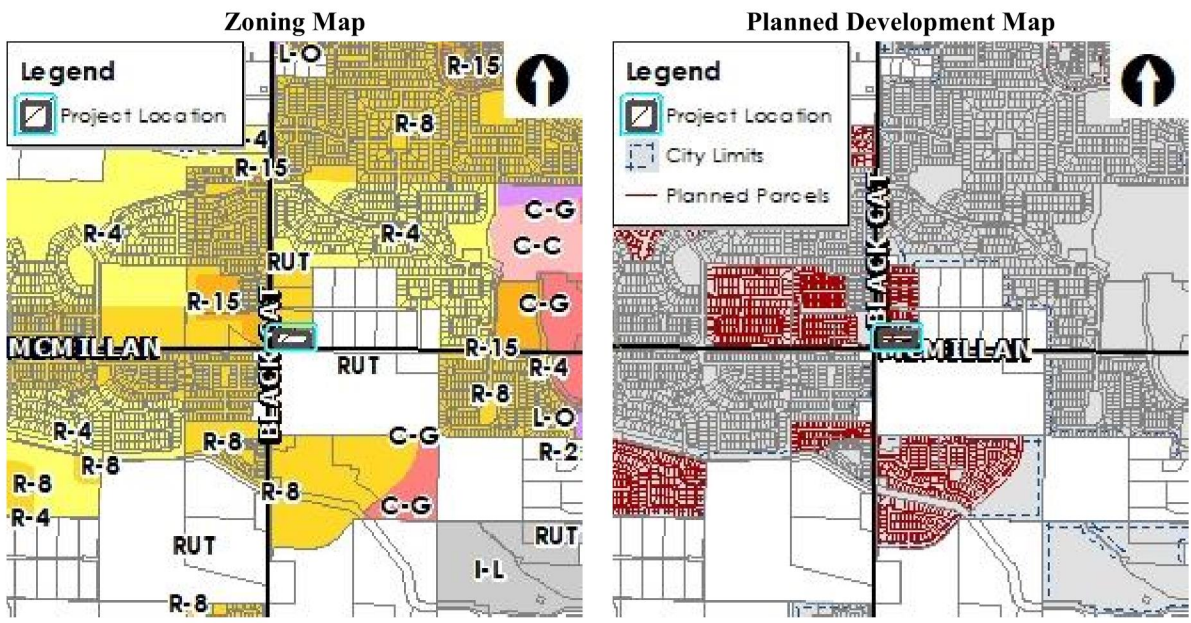 Zoning Map
Legend
Project Location
L-O
R-15
R-8
-4
R-15
R-4
R-4
C-G
C-C
RUT
R-15
C-G
BLACK CAT
MCMILLAN
RUT
R-15
R-4
R-8
L-O
R-4
R-8
C-G
R-2
R-8
R-8
R-8
C-G
R-4
RUT
RUT
I-L
R-8
Planned Development Map
Legend
Project Location
City Limits
Planned Parcels
BLACK CAT
MCMILLAN